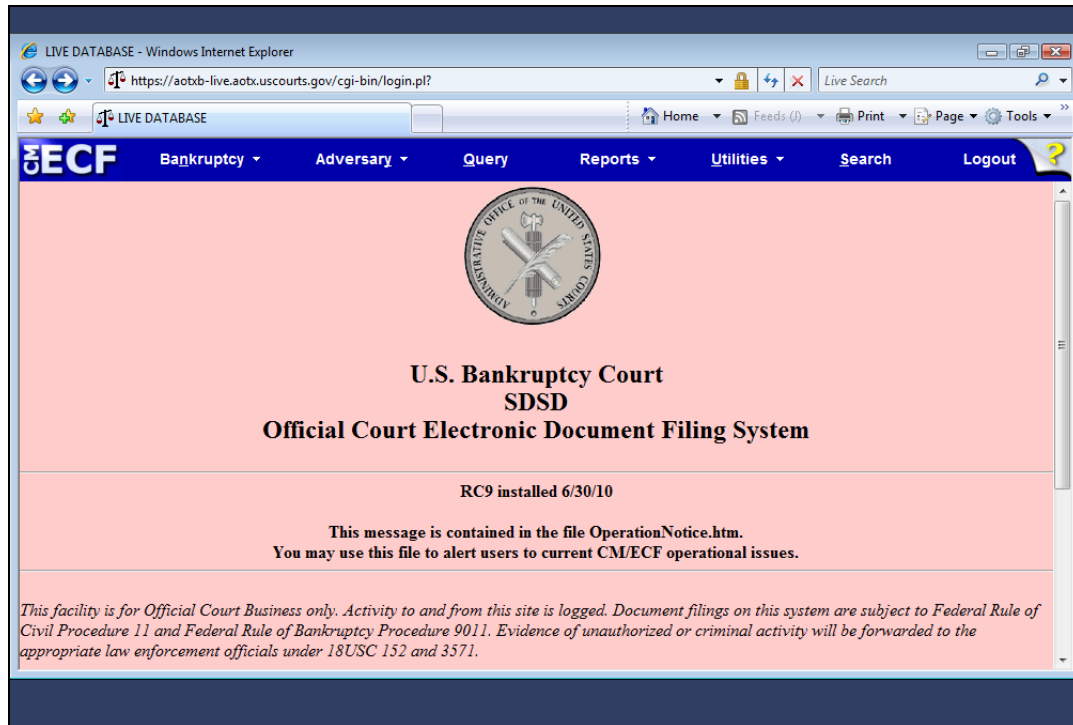 LIVE DATABASE - Windows Internet Explorer
https://aotxb-live.aotx.uscourts.gov/cgi-bin/login.pl?
Live Search
LIVE DATABASE
Home
Feeds (J)
Print
Page
Tools
CM
ECF
Bankruptcy
Adversary
Query
Reports
Utilities
Search
Logout
?
ADMINISTRATIVE OFFICE OF THE UNITED STATES COURTS
U.S. Bankruptcy Court
SDSD
Official Court Electronic Document Filing System
RC9 installed 6/30/10
This message is contained in the file OperationNotice.htm.
You may use this file to alert users to current CM/ECF operational issues.
This facility is for Official Court Business only. Activity to and from this site is logged. Document filings on this system are subject to Federal Rule of
Civil Procedure 11 and Federal Rule of Bankruptcy Procedure 9011. Evidence of unauthorized or criminal activity will be forwarded to the
appropriate law enforcement officials under 18USC 152 and 3571.